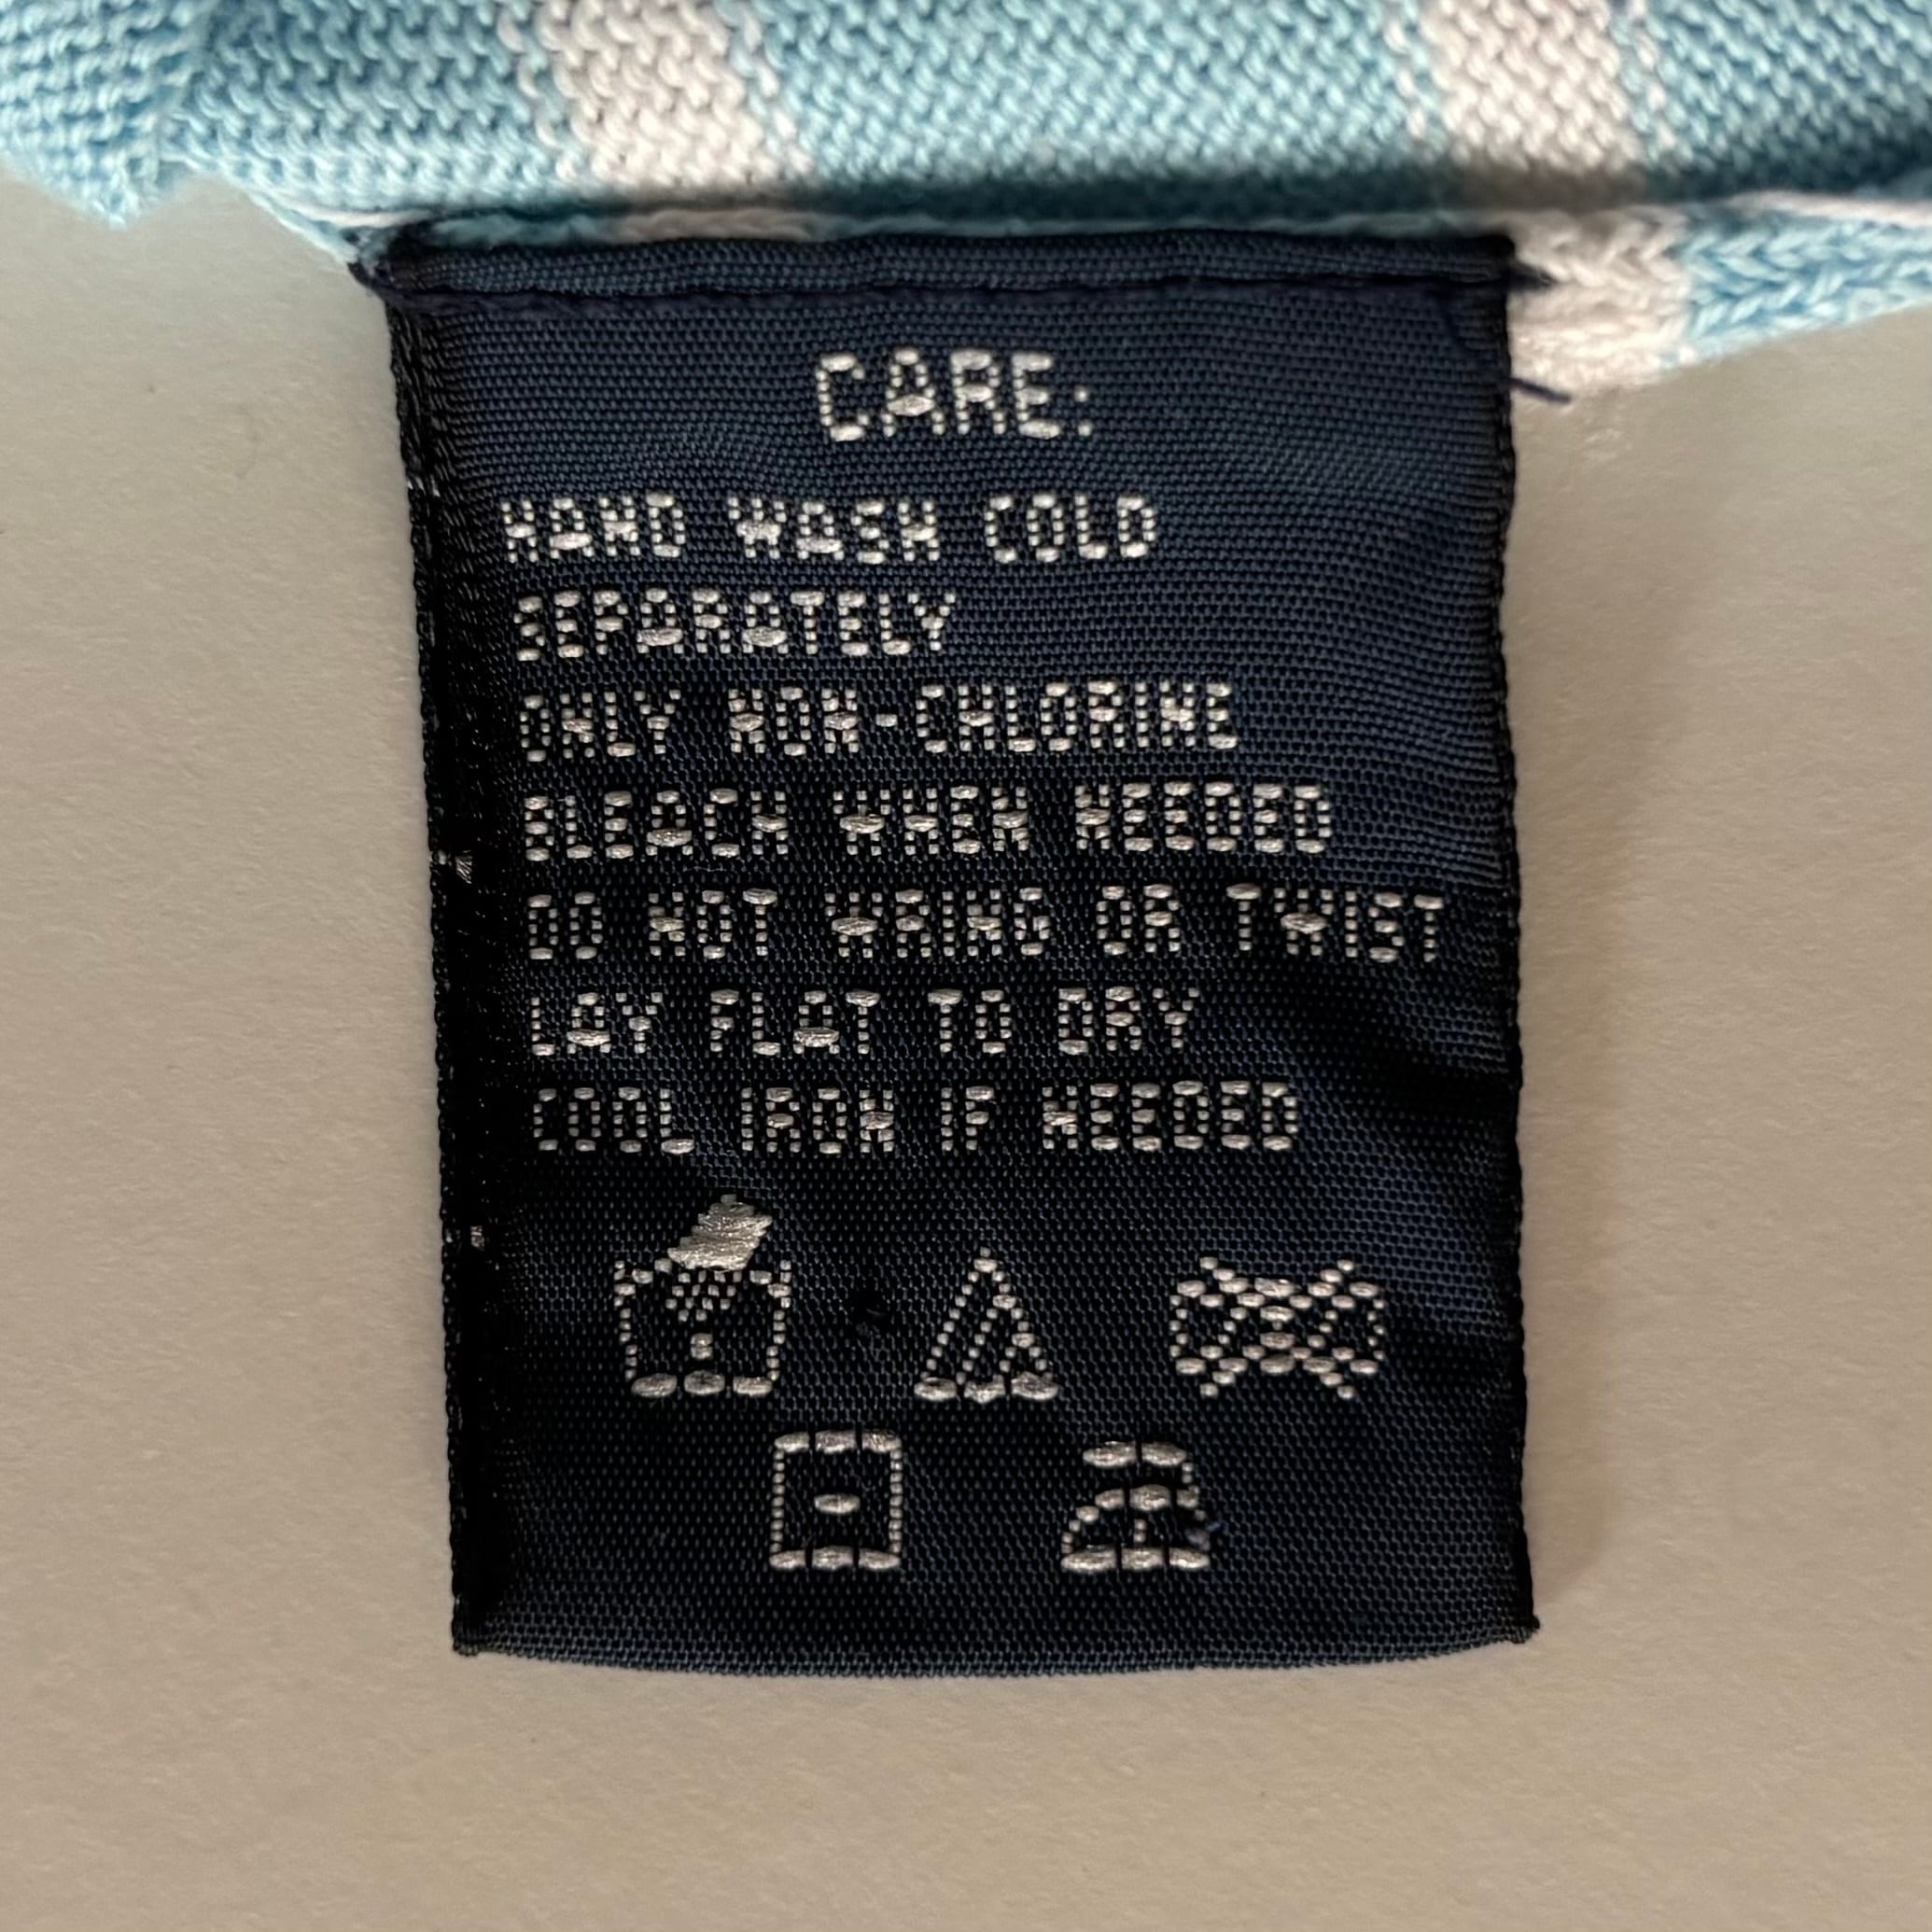 CARE:
HAND WASH COLD
SEPARATELY
ONLY NON-CHLORINE
BLEACH WHEN NEEDED
DO NOT WRING OR TWIST
LAY FLAT TO DRY
COOL IRON IF NEEDED